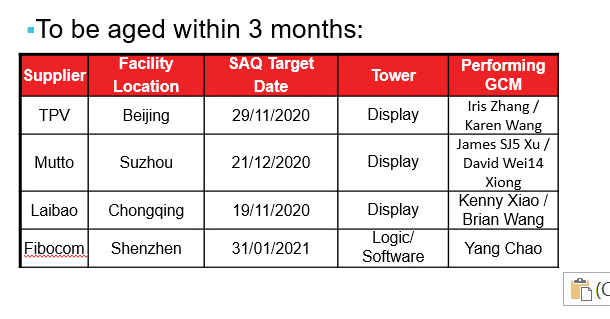 ▪To be aged within 3 months:
Supplier Facility Location SAQ Target Date Tower Performing GCM
TPV Beijing 29/11/2020 Display Iris Zhang / Karen Wang
Mutto Suzhou 21/12/2020 Display James SJ5 Xu / David Wei14 Xiong
Laibao Chongqing 19/11/2020 Display Kenny Xiao / Brian Wang
Fibocom Shenzhen 31/01/2021 Logic/ Software Yang Chao
(C